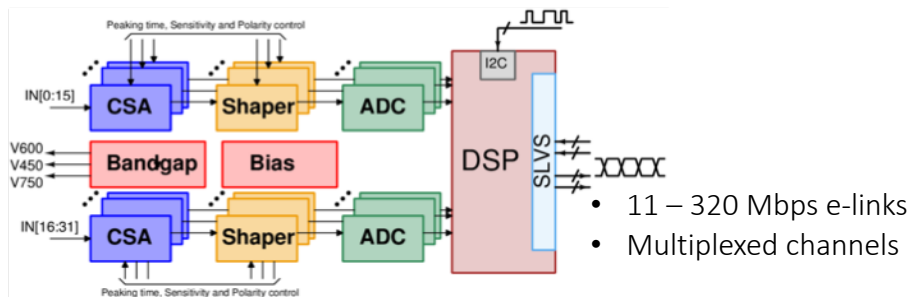 Peaking time, Sensitivity and Polarity control
I2C
IN[0:15]
CSA
Shaper
ADC
V600
V450
V750
Bandgap
Bias
DSP
SLVS
IN[16:31]
CSA
Shaper
ADC
Peaking time, Sensitivity and Polarity control
• 11 – 320 Mbps e-links
• Multiplexed channels